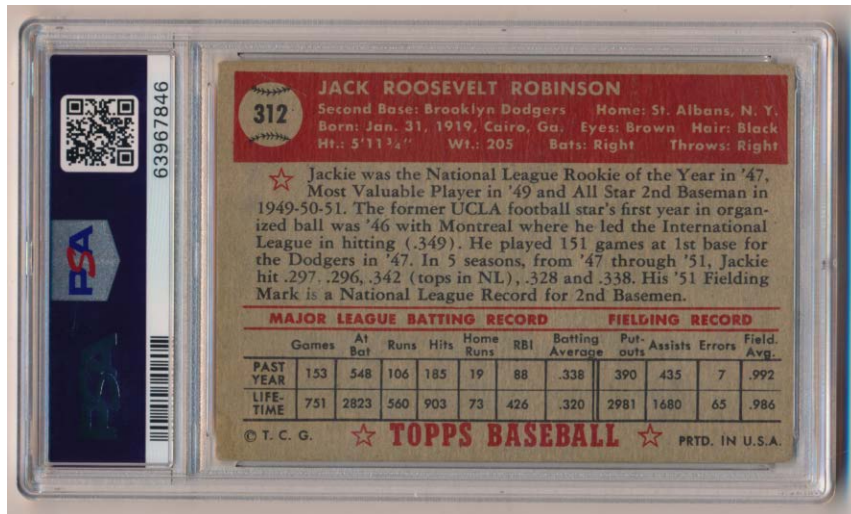 63967846
PSA
PSA
312
JACK ROOSEVELT ROBINSON
Second Base: Brooklyn Dodgers Home: St. Albans, N. Y.
Born: Jan. 31, 1919, Cairo, Ga. Eyes: Brown Hair: Black
Ht.: 5'11¾" Wt.: 205 Bats: Right Throws: Right
☆ Jackie was the National League Rookie of the Year in '47,
Most Valuable Player in '49 and All Star 2nd Baseman in
1949-50-51. The former UCLA football star's first year in organ-
ized ball was '46 with Montreal where he led the International
League in hitting (.349). He played 151 games at 1st base for
the Dodgers in '47. In 5 seasons, from '47 through '51, Jackie
hit .297, .296, .342 (tops in NL), .328 and .338. His '51 Fielding
Mark is a National League Record for 2nd Basemen.
MAJOR LEAGUE BATTING RECORD FIELDING RECORD
Games At Bat Runs Hits Home Runs RBI Batting Average Put-outs Assists Errors Field. Avg.
PAST YEAR 153 548 106 185 19 88 .338 390 435 7 .992
LIFE-TIME 751 2823 560 903 73 426 .320 2981 1680 65 .986
© T. C. G. ☆ TOPPS BASEBALL ☆ PRTD. IN U.S.A.